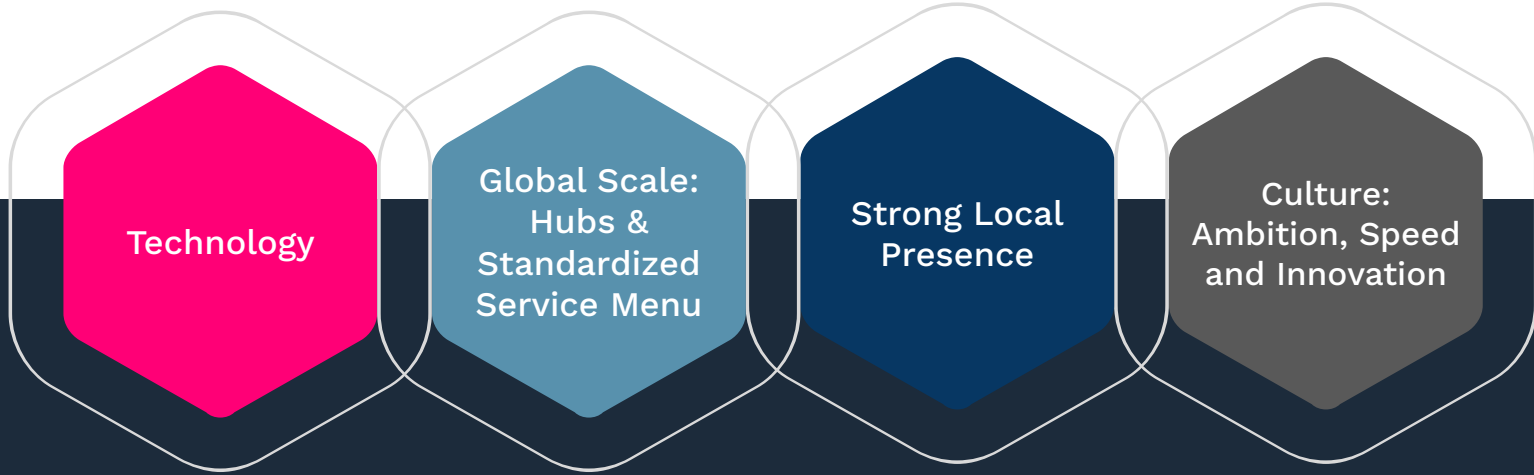 Technology
Global Scale:
Hubs &
Standardized
Service Menu
Strong Local
Presence
Culture:
Ambition, Speed
and Innovation